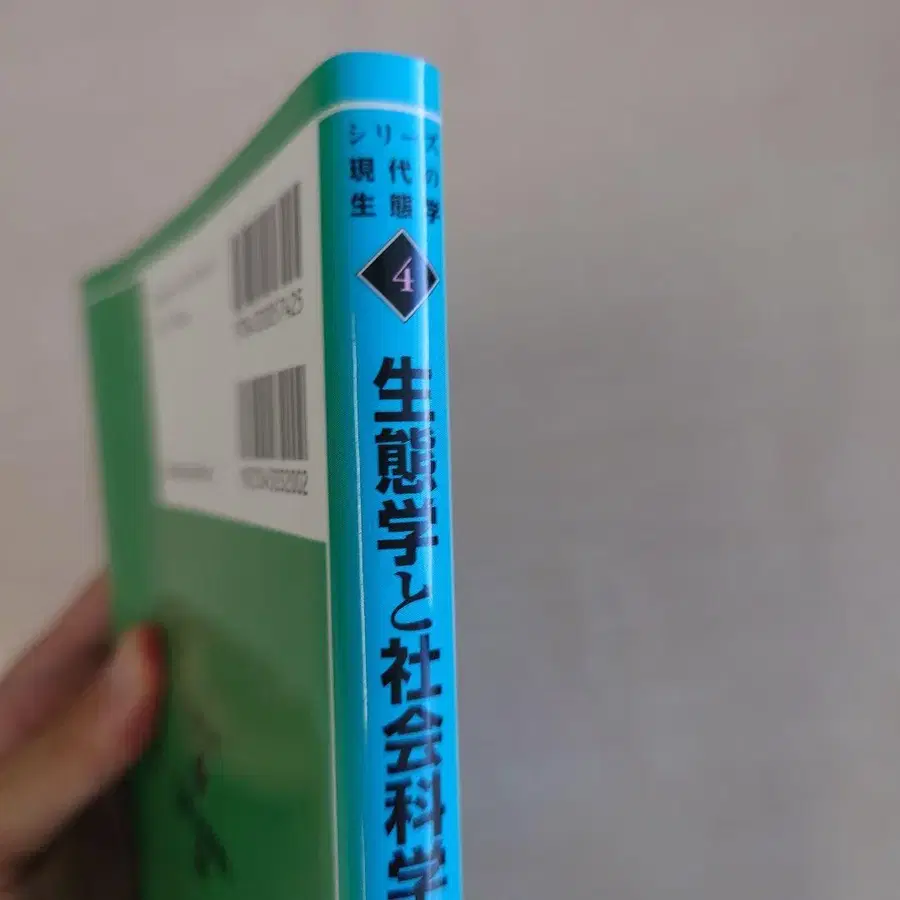 シリーズ
現代の
生態学
4
生態学と社会科学